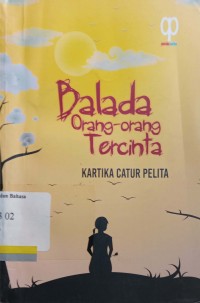 Balada
Orang-orang
Tercinta
KARTIKA CATUR PELITA
02